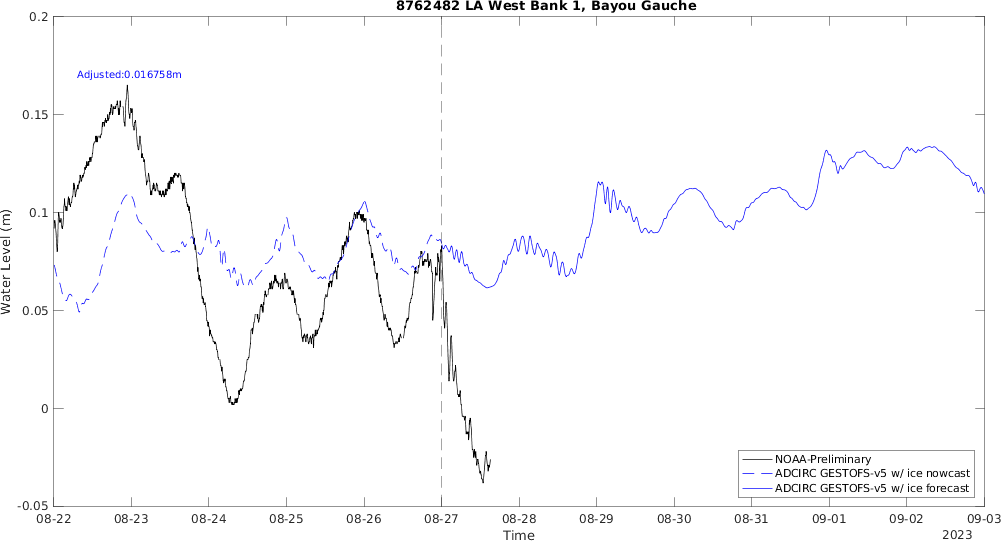 8762482 LA West Bank 1, Bayou Gauche
Adjusted:0.016758m
Water Level (m)
0.2
0.15
0.1
0.05
0
-0.05
NOAA-Preliminary
ADCIRC GESTOFS-v5 w/ ice nowcast
ADCIRC GESTOFS-v5 w/ ice forecast
08-22 08-23 08-24 08-25 08-26 08-27 08-28 08-29 08-30 08-31 09-01 09-02 09-03
Time
2023